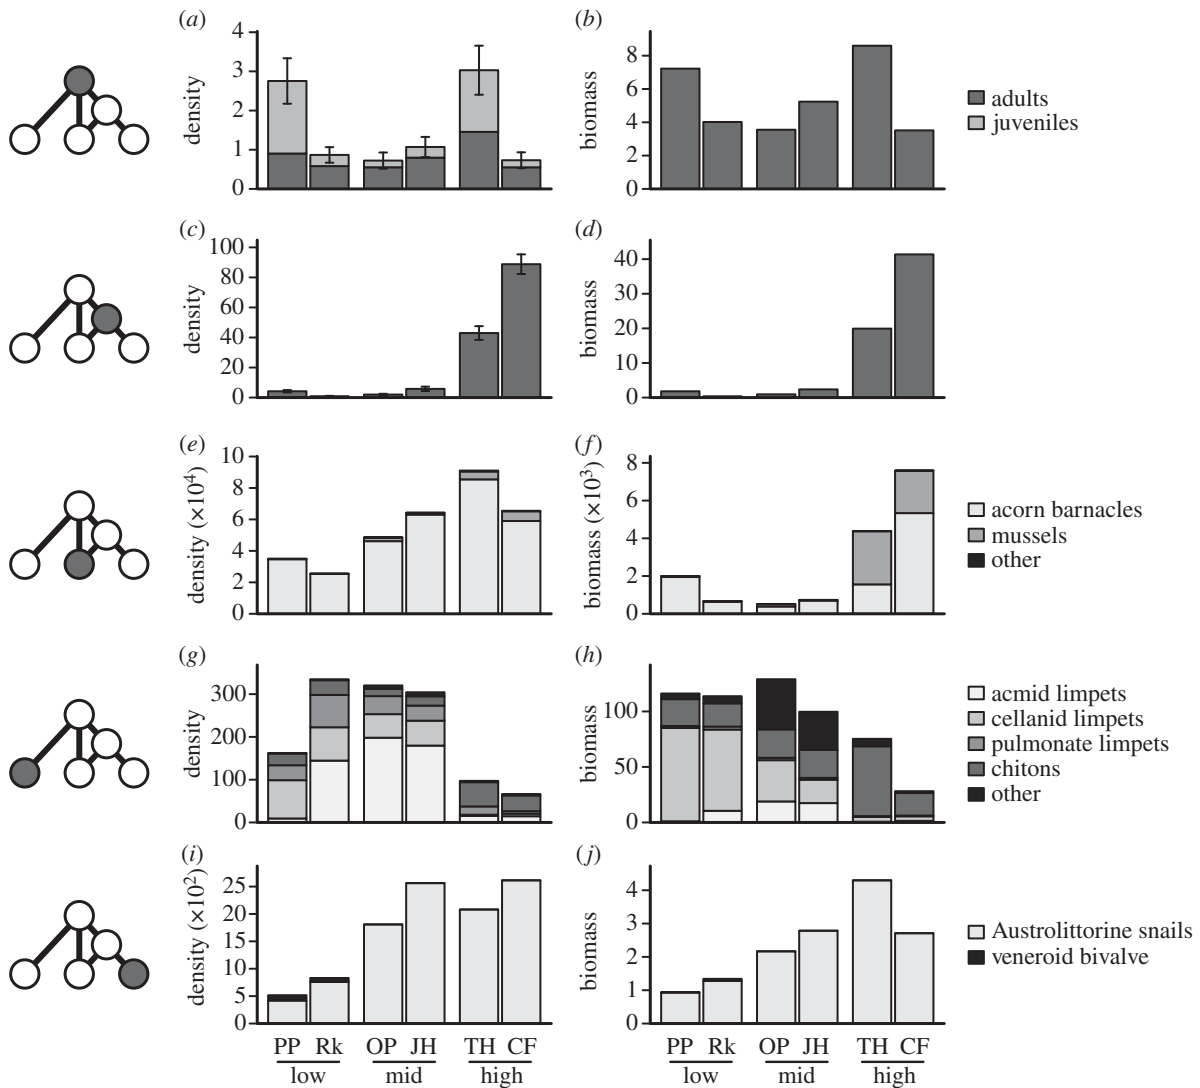 (a)
(b)
density
4
3
2
1
0
biomass
8
6
4
2
0
adults
juveniles
(c)
(d)
density
100
80
60
40
20
0
biomass
40
30
20
10
0
(e)
(f)
density (×10⁴)
10
8
6
4
2
0
biomass (×10³)
8
6
4
2
0
acorn barnacles
mussels
other
(g)
(h)
density
300
200
100
0
biomass
100
50
0
acmid limpets
cellanid limpets
pulmonate limpets
chitons
other
(i)
(j)
density (×10²)
25
20
15
10
5
0
biomass
4
3
2
1
0
Austrolittorine snails
veneroid bivalve
PP Rk OP JH TH CF
low mid high
PP Rk OP JH TH CF
low mid high